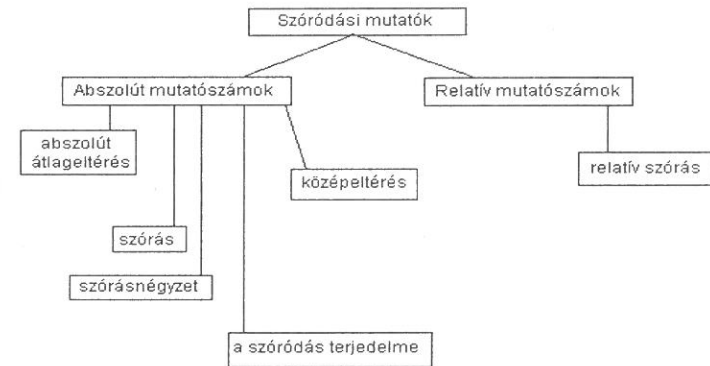 Szóródási mutatók
Abszolút mutatószámok
Relatív mutatószámok
abszolút
átlageltérés
relatív szórás
középeltérés
szórás
szórásnégyzet
a szóródás terjedelme